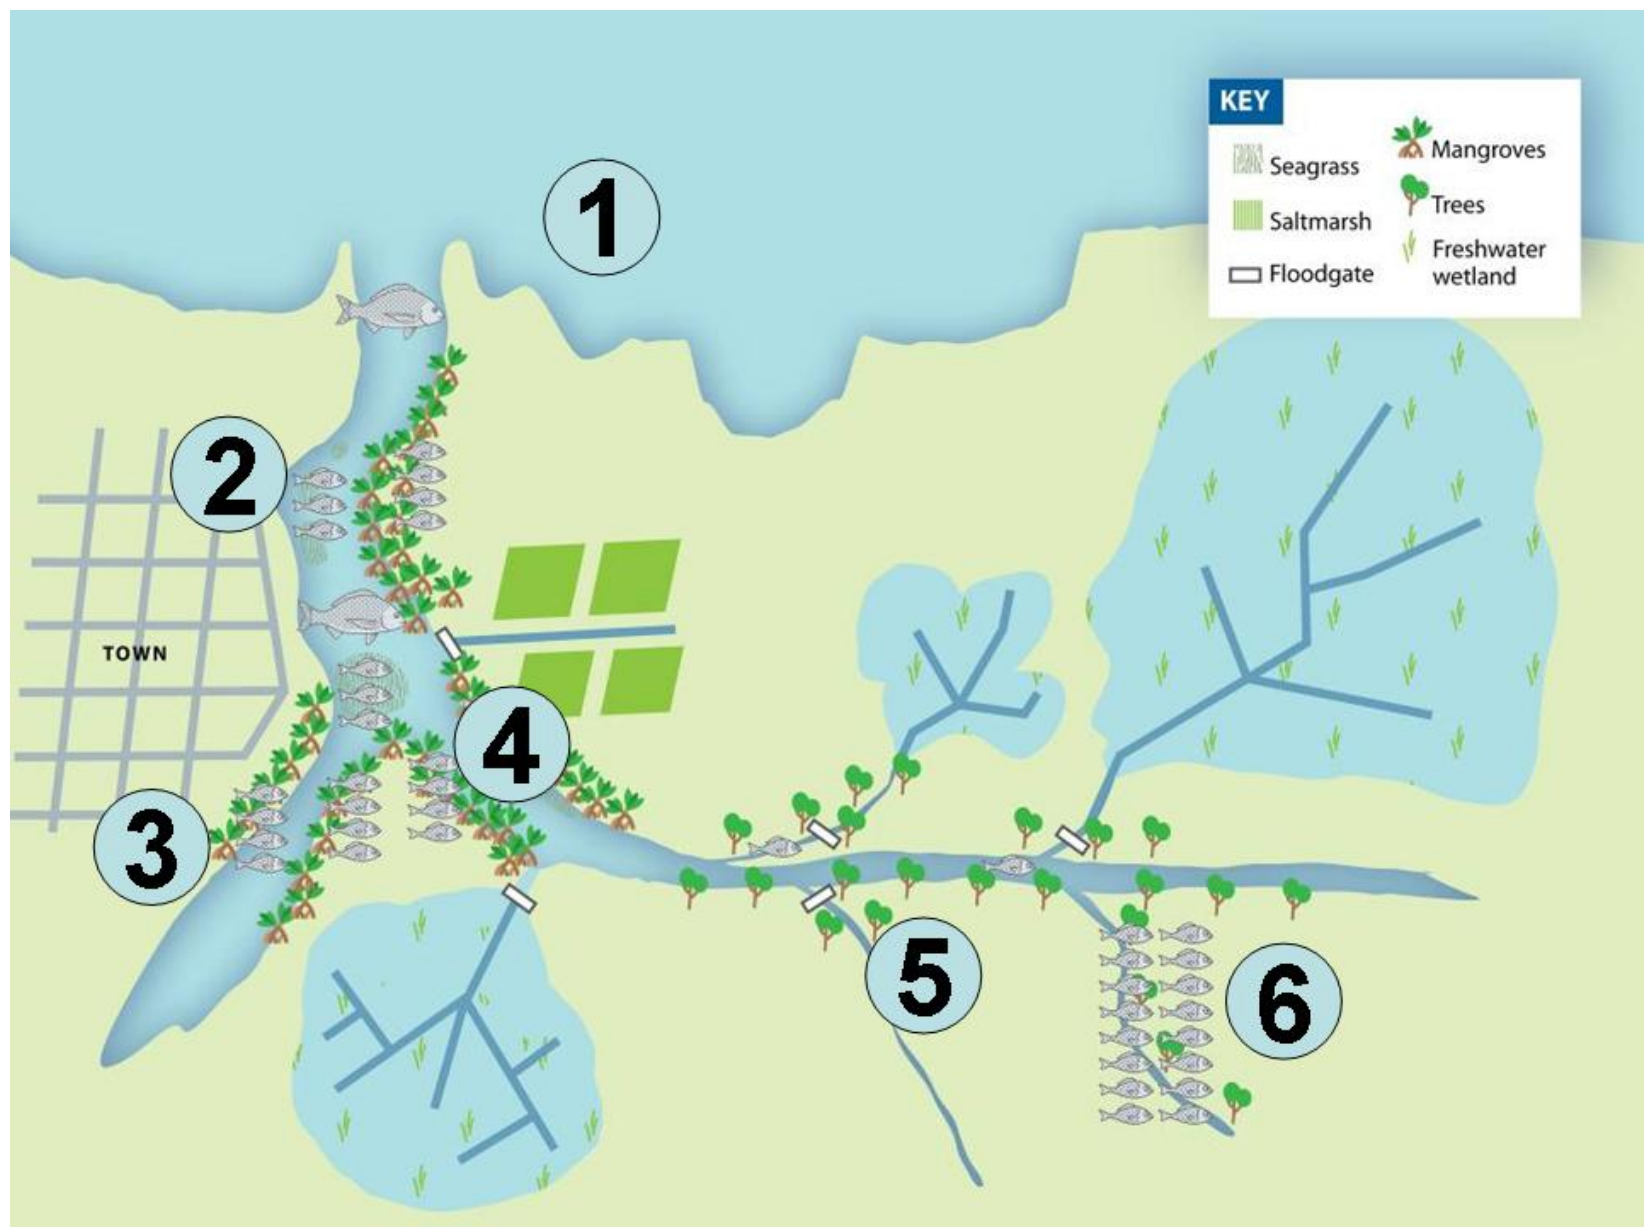 KEY
Seagrass
Saltmarsh
Floodgate
Mangroves
Trees
Freshwater
wetland
1
2
TOWN
4
3
5
6